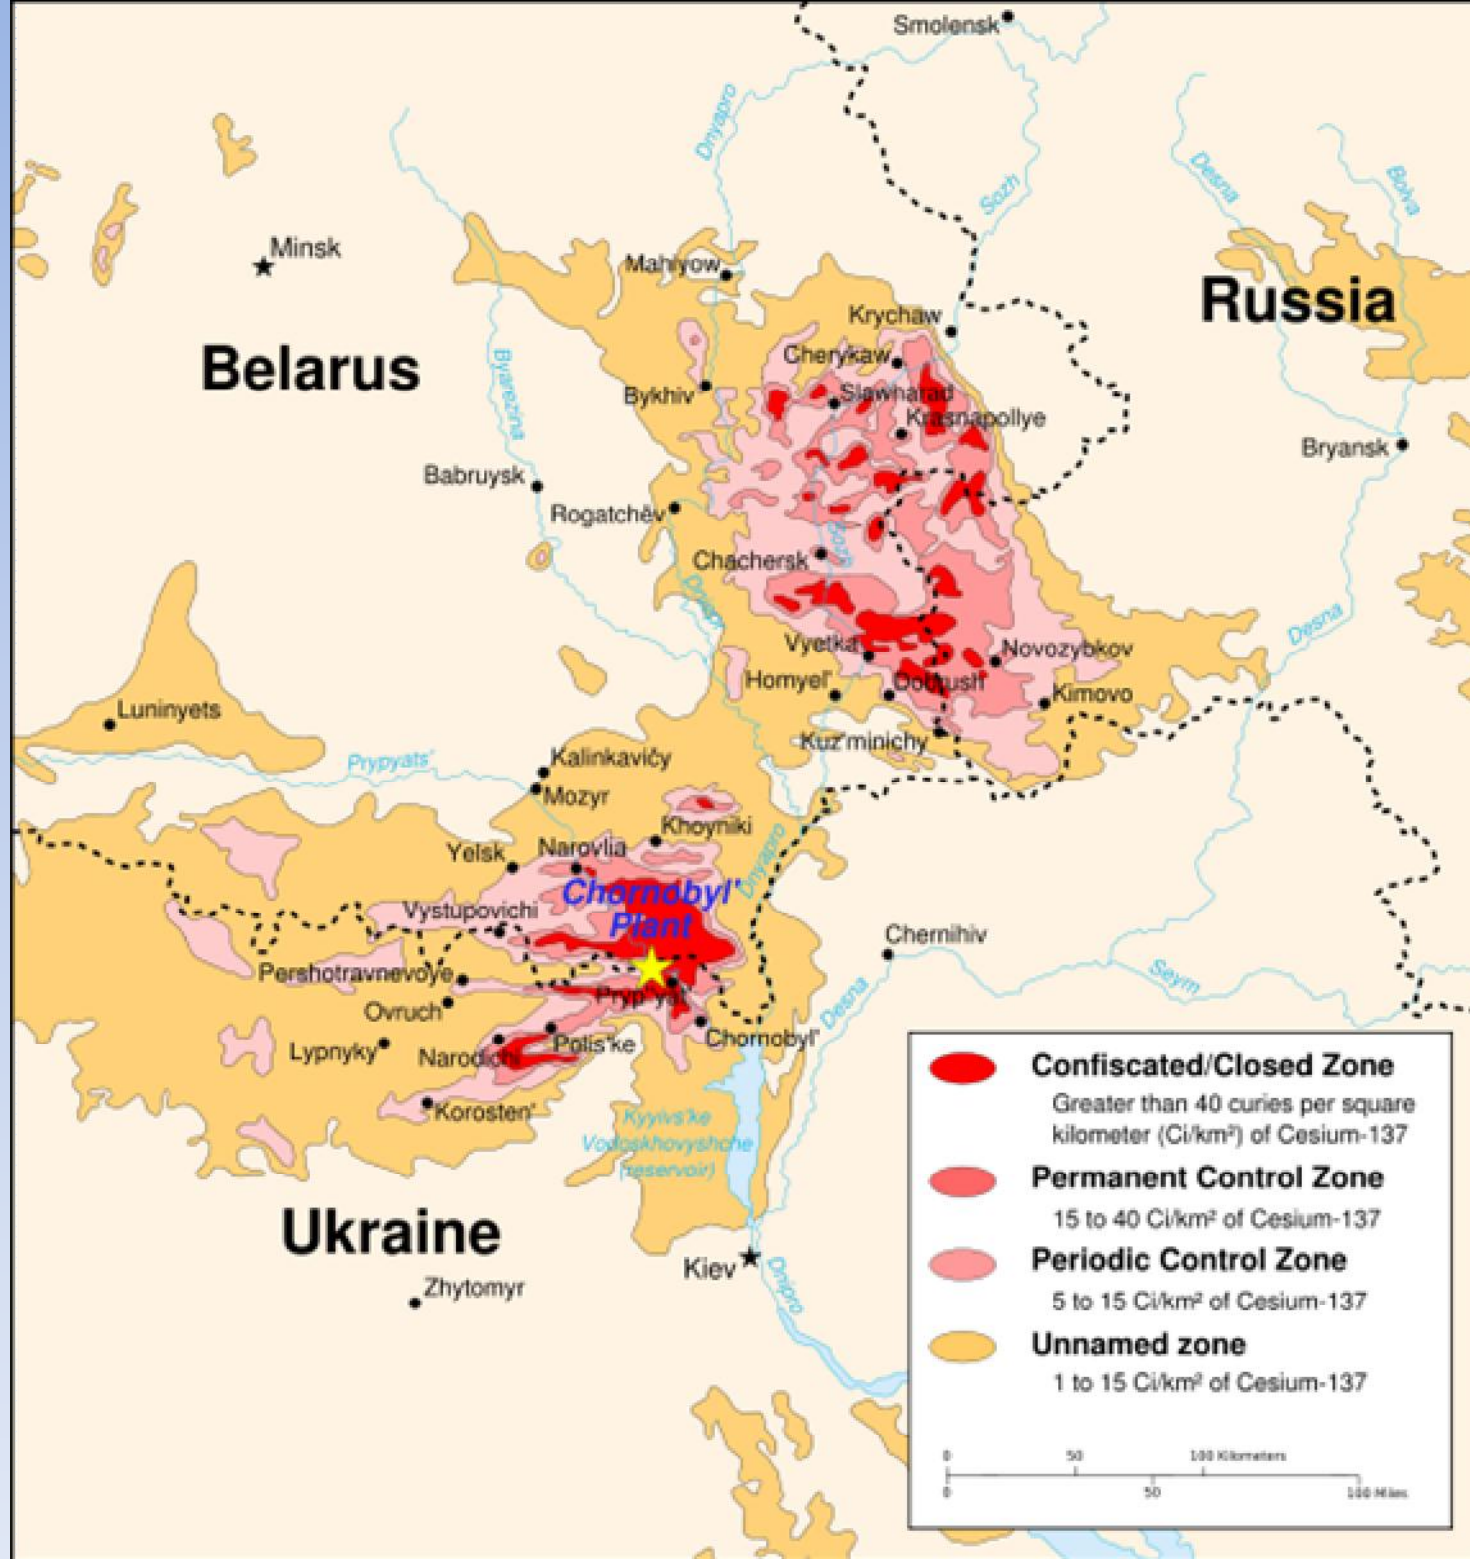 Smolensk
Dnyapro
Sozh
Desna
Bolva
Minsk
Mahiyow
Russia
Krychaw
Belarus
Cherykaw
Byarezina
Bykhiv
Slawharad
Krasnapollye
Bryansk
Babruysk
Rogatchëv
Sozh
Chachersk
Dnepr
Desna
Vyetka
Novozybkov
Homyel'
Dobrush
Kimovo
Luninyets
Kuz'minichy
Prypyats'
Kalinkavičy
Mozyr
Khoyniki
Yelsk
Narovlia
Dnyapro
Chornobyl'
Plant
Vystupovichi
Chernihiv
Pershotravnevoye
Seym
Pryp''yat'
Desna
Ovruch
Chornobyl'
Lypnyky
Narodichi
Polis'ke
Korosten'
Kyyivs'ke
Vodoskhovyshche
(reservoir)
Ukraine
Kiev
Dnipro
Zhytomyr
Confiscated/Closed Zone
Greater than 40 curies per square
kilometer (Ci/km²) of Cesium-137
Permanent Control Zone
15 to 40 Ci/km² of Cesium-137
Periodic Control Zone
5 to 15 Ci/km² of Cesium-137
Unnamed zone
1 to 15 Ci/km² of Cesium-137
0 50 100 Kilometers
0 50 100 Miles